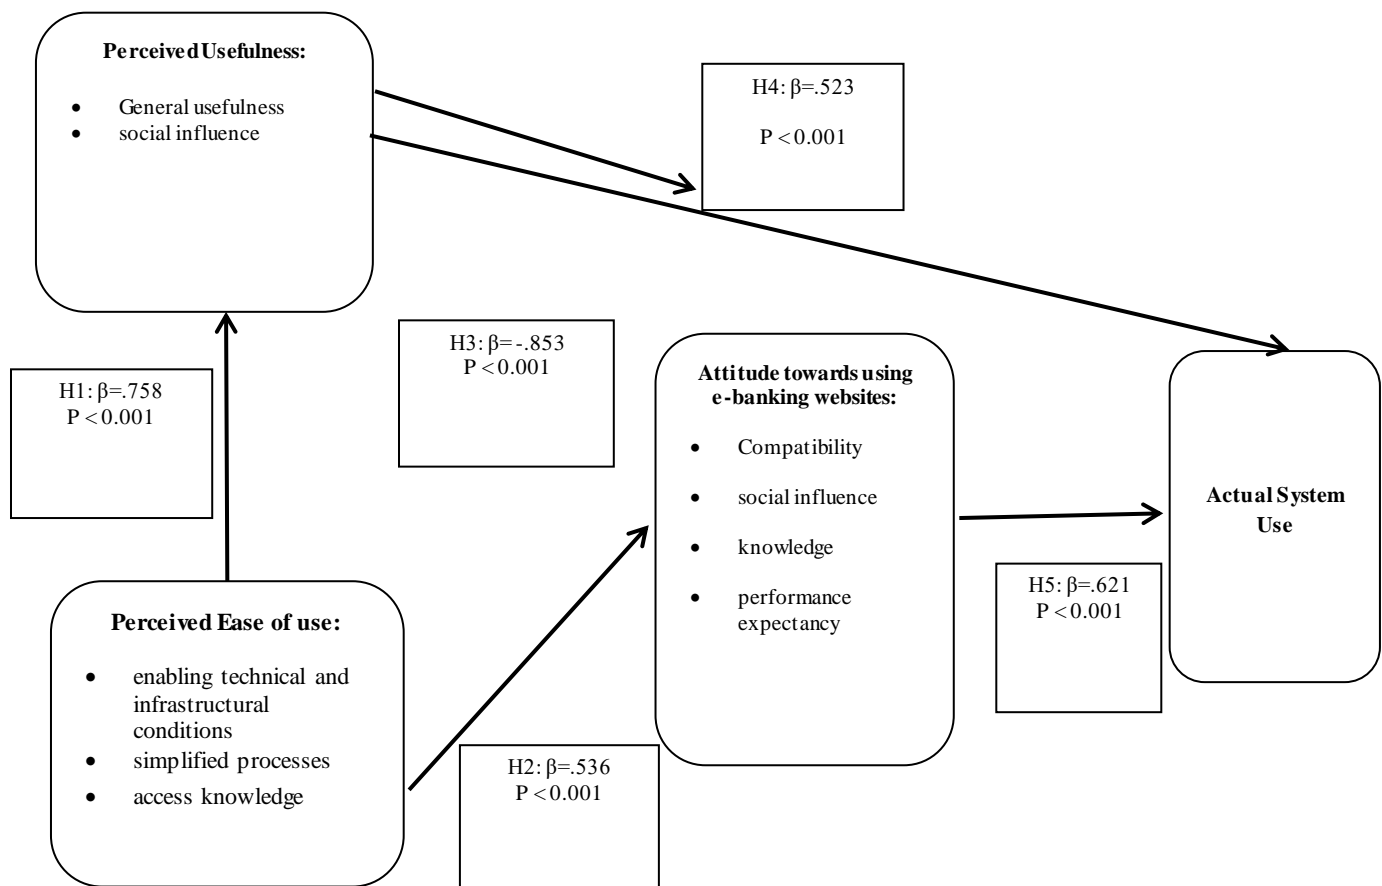 Perceived Usefulness:
• General usefulness
• social influence
H4: β=.523
P < 0.001
H3: β= -.853
P < 0.001
H1: β=.758
P < 0.001
Attitude towards using
e-banking websites:
• Compatibility
• social influence
• knowledge
• performance
expectancy
Actual System
Use
H5: β=.621
P < 0.001
Perceived Ease of use:
• enabling technical and
infrastructural
conditions
• simplified processes
• access knowledge
H2: β=.536
P < 0.001